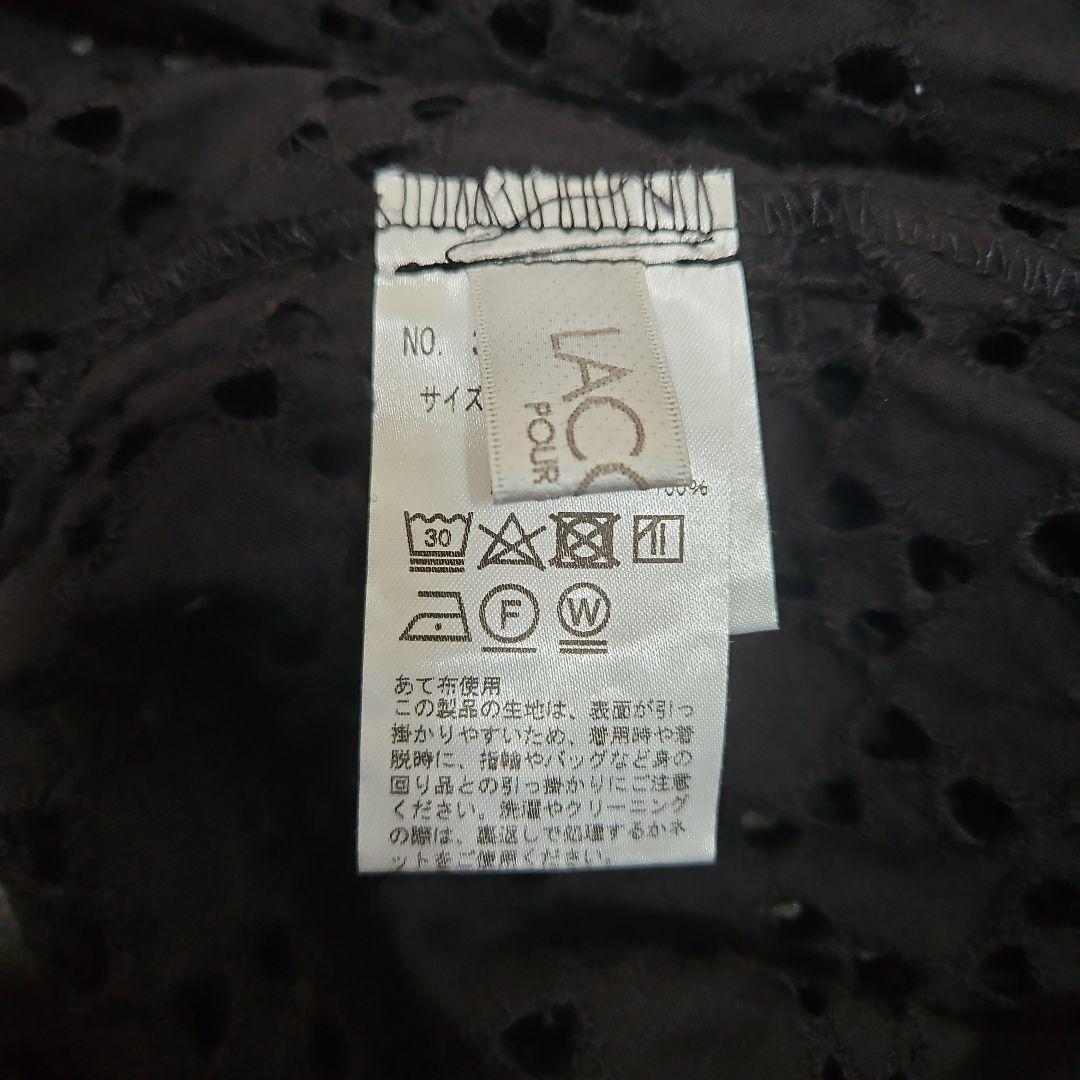 NO.
サイズ
LACO
POUR
00%
30
F
W
あて布使用
この製品の生地は、表面が引っ
掛かりやすいため、着用時や着
脱時に、指輪やバッグなど身の
回り品との引っ掛かりにご注意
ください。洗濯やクリーニング
の際は、裏返しで処理するかネ
ットをご使用ください。